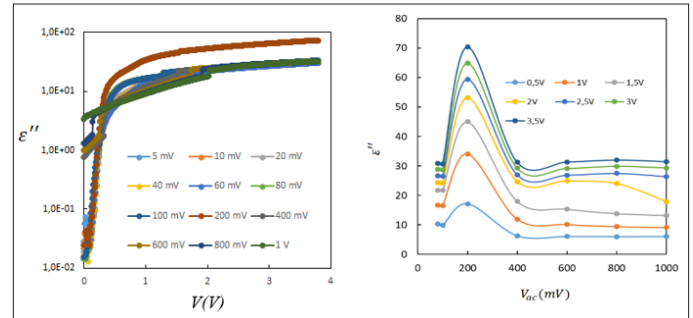 1,0E+02
1,0E+01
1,0E+00
1,0E-01
1,0E-02
ε''
5 mV 10 mV 20 mV
40 mV 60 mV 80 mV
100 mV 200 mV 400 mV
600 mV 800 mV 1 V
0 1 2 3 4
V(V)
80
70
60
50
40
30
20
10
0
ε''
0,5V 1V 1,5V
2V 2,5V 3V
3,5V
0 200 400 600 800 1000
Vac(mV)